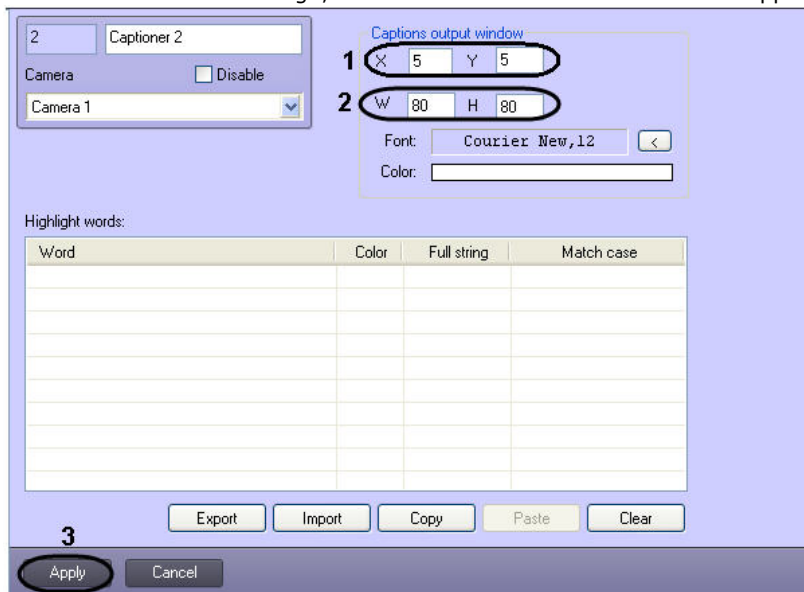 2 Captioner 2
Camera Disable
Camera 1
Captions output window
1 X 5 Y 5
2 W 80 H 80
Font: Courier New,12 <
Color:
Highlight words:
Word Color Full string Match case
Export Import Copy Paste Clear
3
Apply Cancel